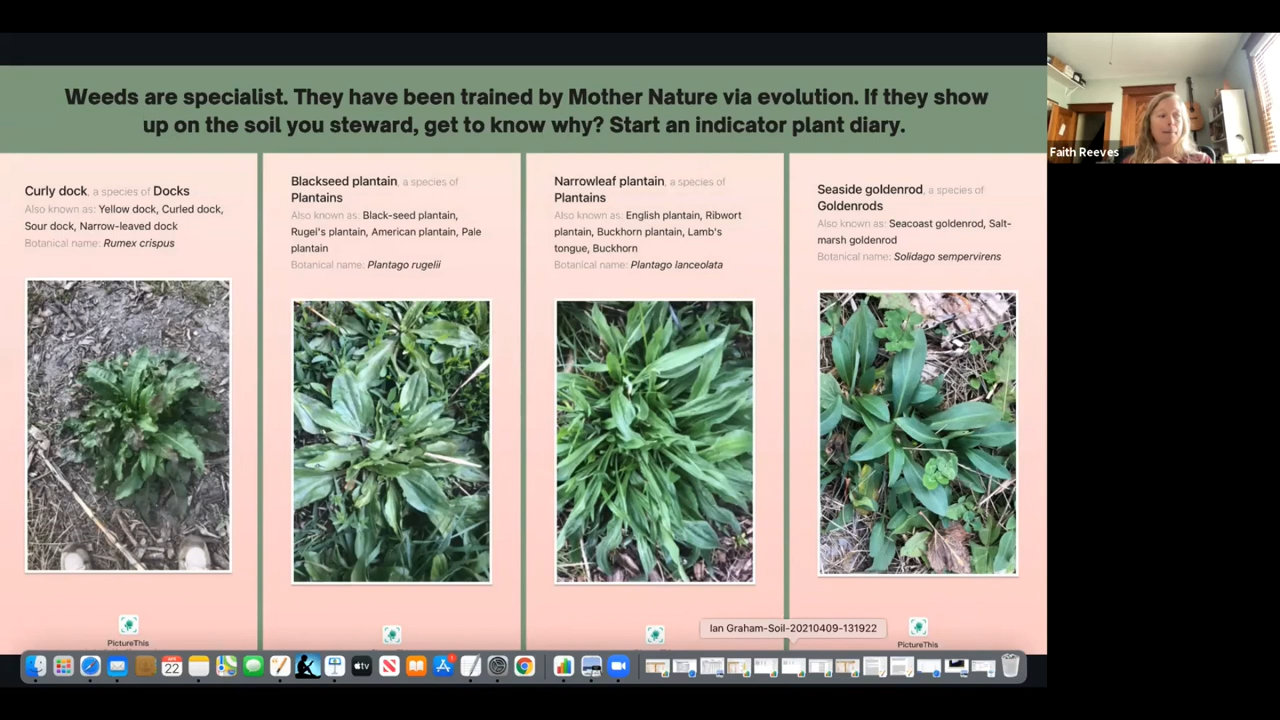 Weeds are specialist. They have been trained by Mother Nature via evolution. If they show
up on the soil you steward, get to know why? Start an indicator plant diary.
Faith Reeves
Curly dock, a species of Docks
Also known as: Yellow dock, Curled dock,
Sour dock, Narrow-leaved dock
Botanical name: Rumex crispus
PictureThis
Blackseed plantain, a species of
Plantains
Also known as: Black-seed plantain,
Rugel's plantain, American plantain, Pale
plantain
Botanical name: Plantago rugelii
Narrowleaf plantain, a species of
Plantains
Also known as: English plantain, Ribwort
plantain, Buckhorn plantain, Lamb's
tongue, Buckhorn
Botanical name: Plantago lanceolata
Seaside goldenrod, a species of
Goldenrods
Also known as: Seacoast goldenrod, Salt-
marsh goldenrod
Botanical name: Solidago sempervirens
PictureThis
Ian Graham-Soil-20210409-131922
22
tv